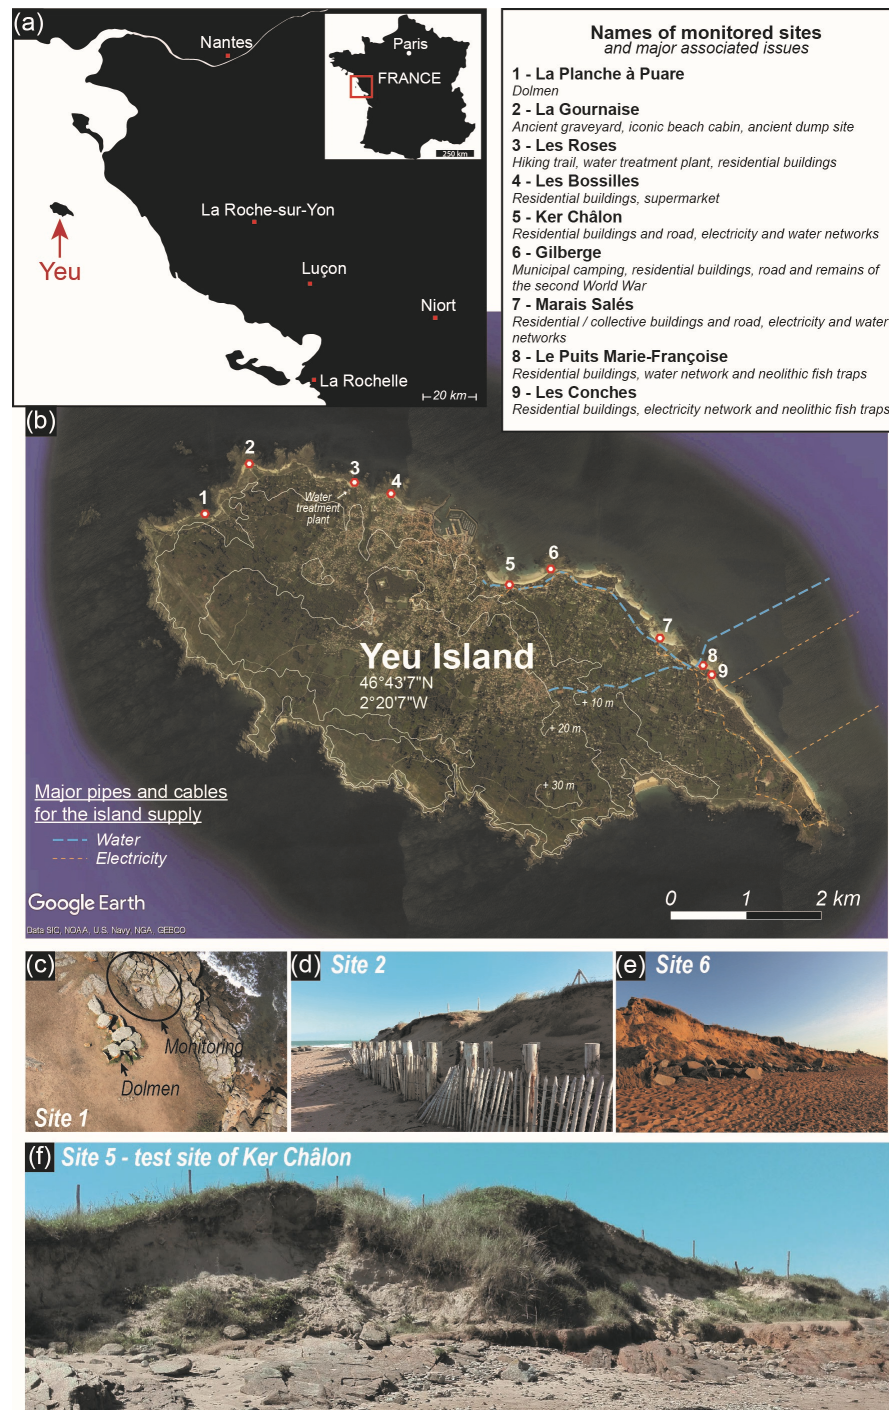 (a)
Nantes
Paris
FRANCE
250 km
La Roche-sur-Yon
Yeu
Luçon
Niort
La Rochelle
20 km
Names of monitored sites
and major associated issues
1 - La Planche à Puare
Dolmen
2 - La Gournaise
Ancient graveyard, iconic beach cabin, ancient dump site
3 - Les Roses
Hiking trail, water treatment plant, residential buildings
4 - Les Bossilles
Residential buildings, supermarket
5 - Ker Châlon
Residential buildings and road, electricity and water networks
6 - Gilberge
Municipal camping, residential buildings, road and remains of
the second World War
7 - Marais Salés
Residential / collective buildings and road, electricity and water
networks
8 - Le Puits Marie-Françoise
Residential buildings, water network and neolithic fish traps
9 - Les Conches
Residential buildings, electricity network and neolithic fish traps
(b)
1
2
3
4
Water
treatment
plant
5
6
7
8
9
Yeu Island
46°43'7"N
2°20'7"W
+ 10 m
+ 20 m
+ 30 m
Major pipes and cables
for the island supply
Water
Electricity
Google Earth
Data SIO, NOAA, U.S. Navy, NGA, GEBCO
0 1 2 km
(c)
Monitoring
Dolmen
Site 1
(d) Site 2
(e) Site 6
(f) Site 5 - test site of Ker Châlon